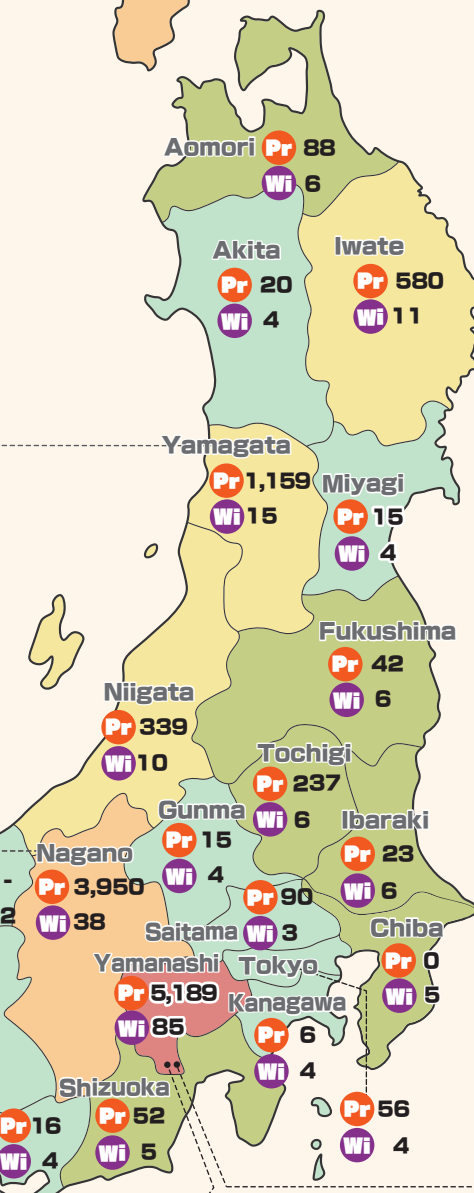 Aomori Pr 88
Wi 6
Akita
Pr 20
Wi 4
Iwate
Pr 580
Wi 11
Yamagata
Pr 1,159
Wi 15
Miyagi
Pr 15
Wi 4
Fukushima
Pr 42
Wi 6
Niigata
Pr 339
Wi 10
Tochigi
Pr 237
Wi 6
Gunma
Pr 15
Wi 4
Ibaraki
Pr 23
Wi 6
Nagano
Pr 3,950
Wi 38
-
2
Pr 90
Saitama Wi 3
Chiba
Pr 0
Wi 5
Yamanashi
Pr 5,189
Wi 85
Tokyo
Kanagawa
Pr 6
Wi 4
Shizuoka
Pr 52
Wi 5
Pr 16
Wi 4
Pr 56
Wi 4